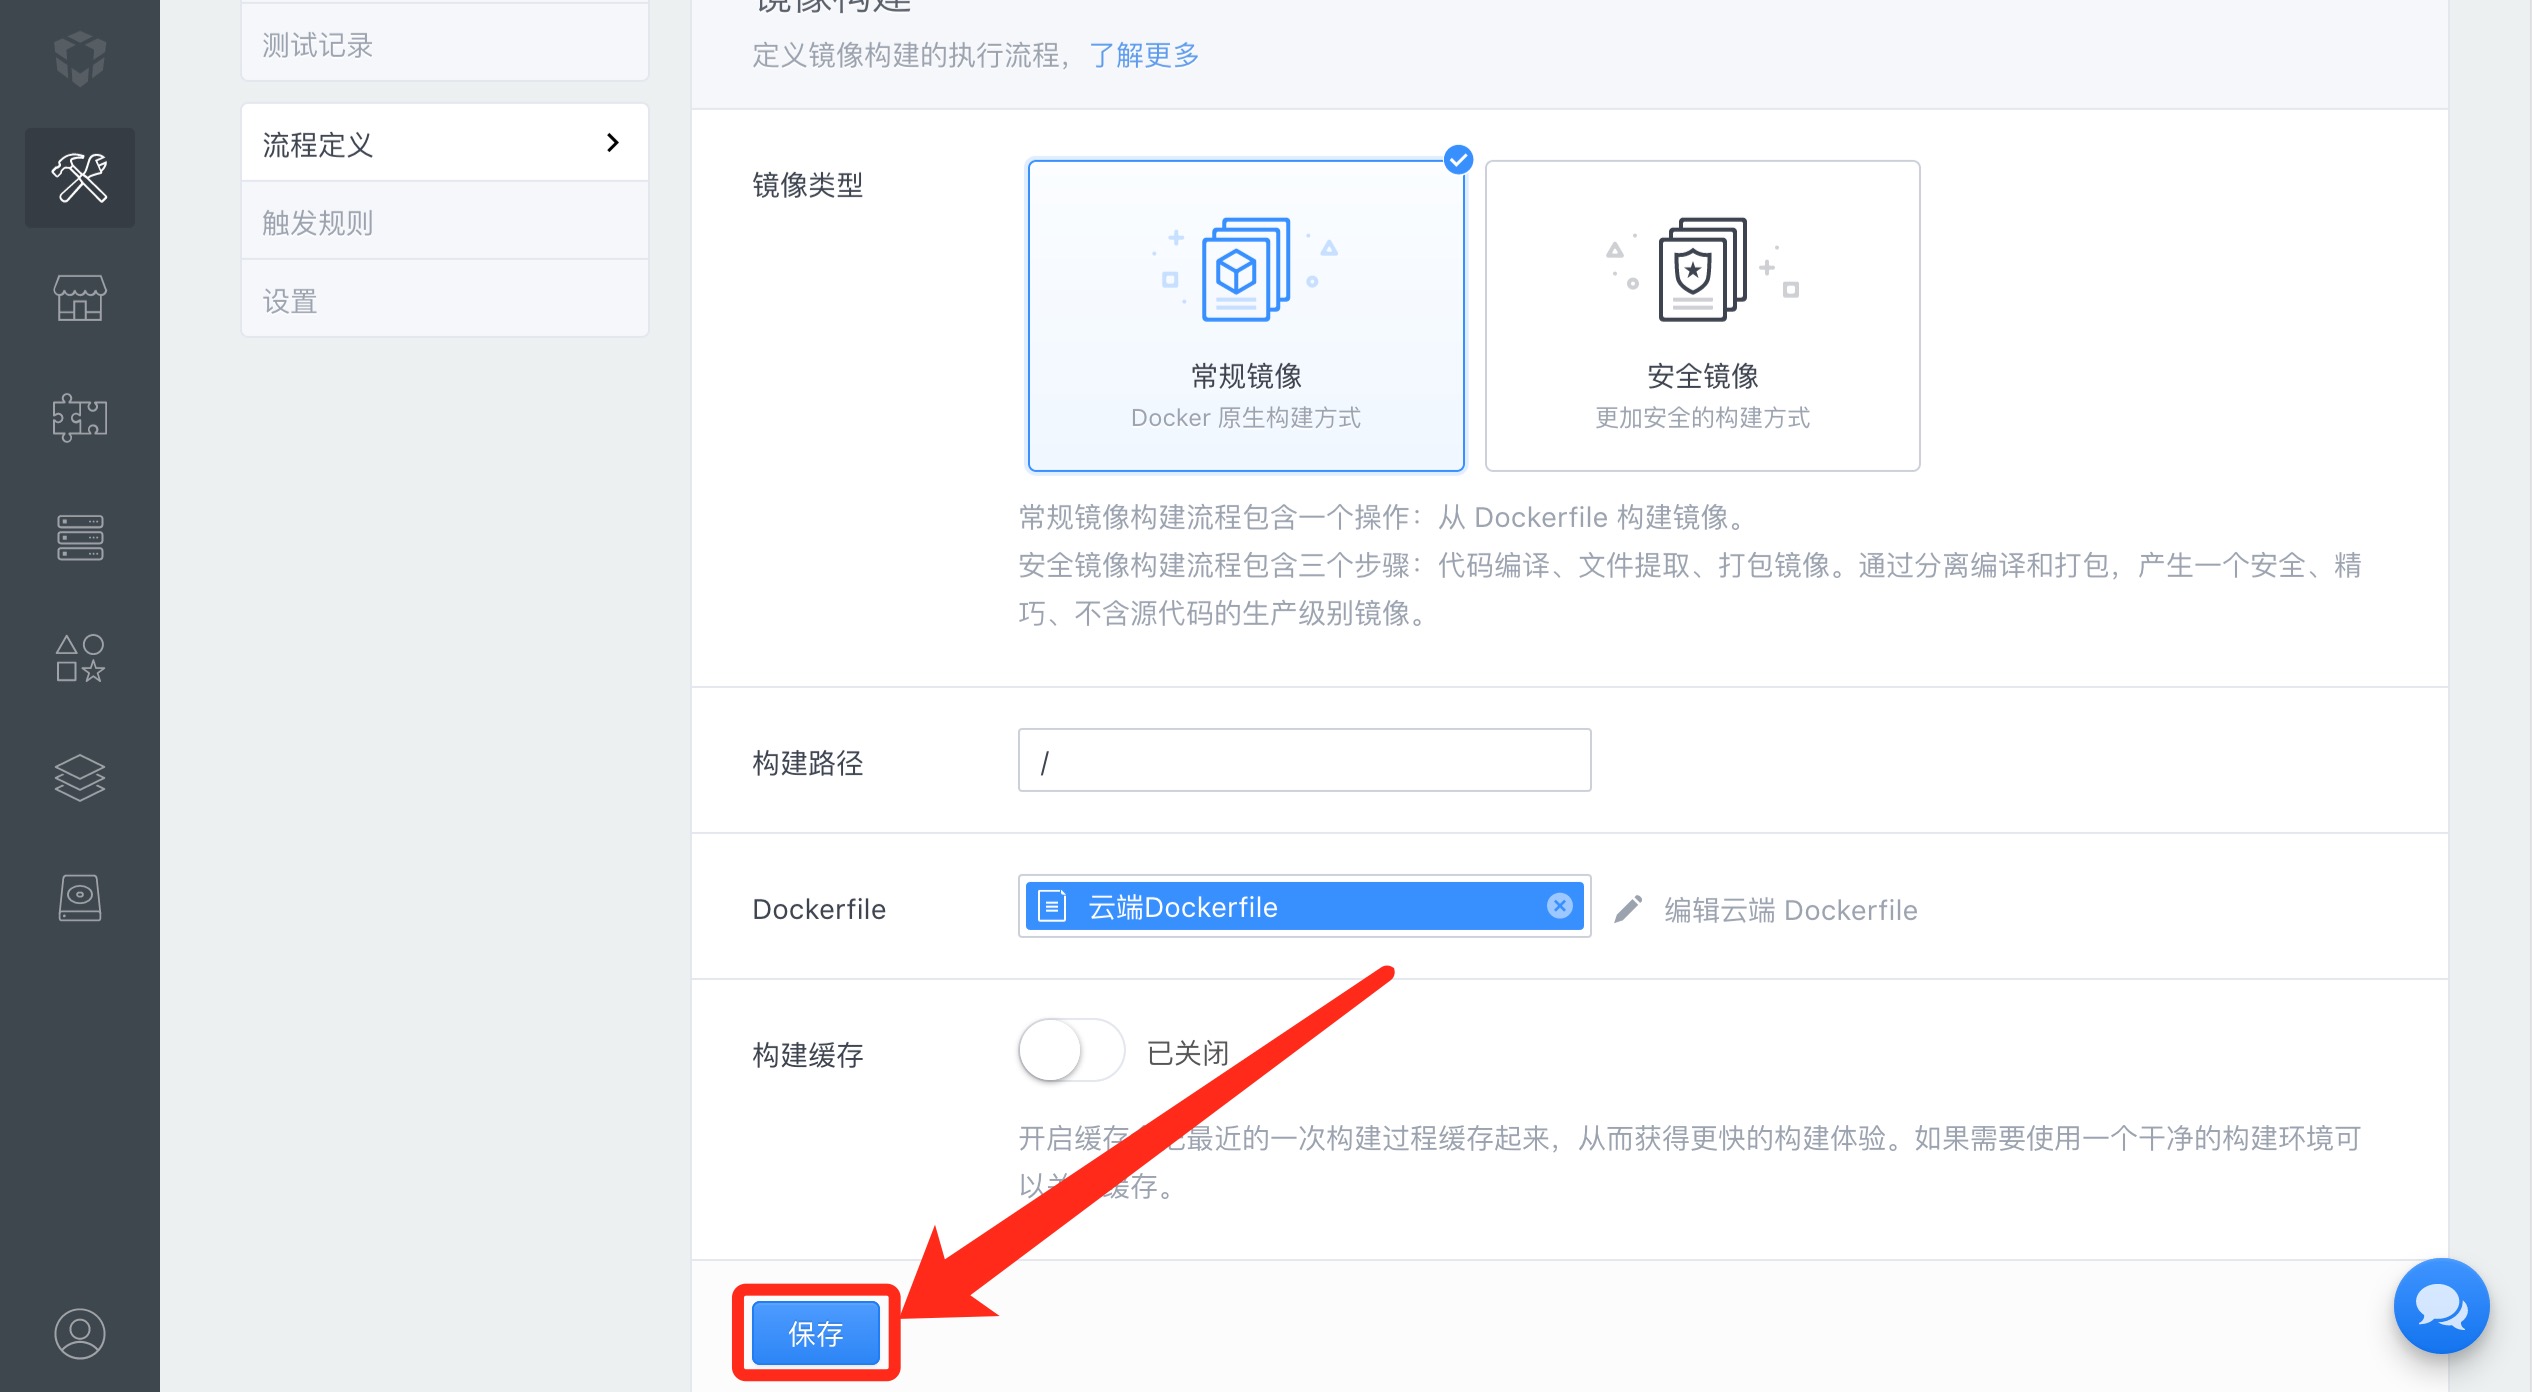 测试记录
流程定义
触发规则
设置
镜像构建
定义镜像构建的执行流程，了解更多
镜像类型
常规镜像
Docker 原生构建方式
安全镜像
更加安全的构建方式
常规镜像构建流程包含一个操作：从 Dockerfile 构建镜像。
安全镜像构建流程包含三个步骤：代码编译、文件提取、打包镜像。通过分离编译和打包，产生一个安全、精
巧、不含源代码的生产级别镜像。
构建路径
/
Dockerfile
云端Dockerfile
编辑云端 Dockerfile
构建缓存
已关闭
开启缓存 最近的一次构建过程缓存起来，从而获得更快的构建体验。如果需要使用一个干净的构建环境可
以 缓存。
保存